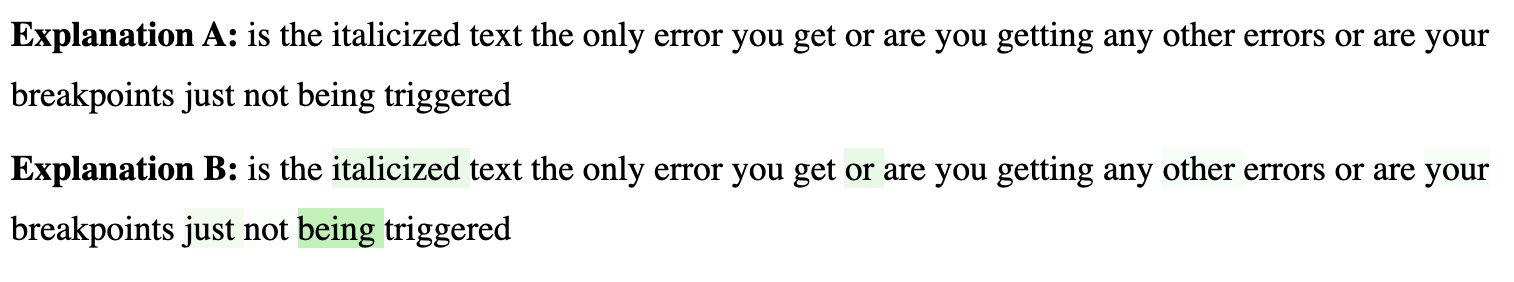 Explanation A: is the italicized text the only error you get or are you getting any other errors or are your
breakpoints just not being triggered
Explanation B: is the italicized text the only error you get or are you getting any other errors or are your
breakpoints just not being triggered